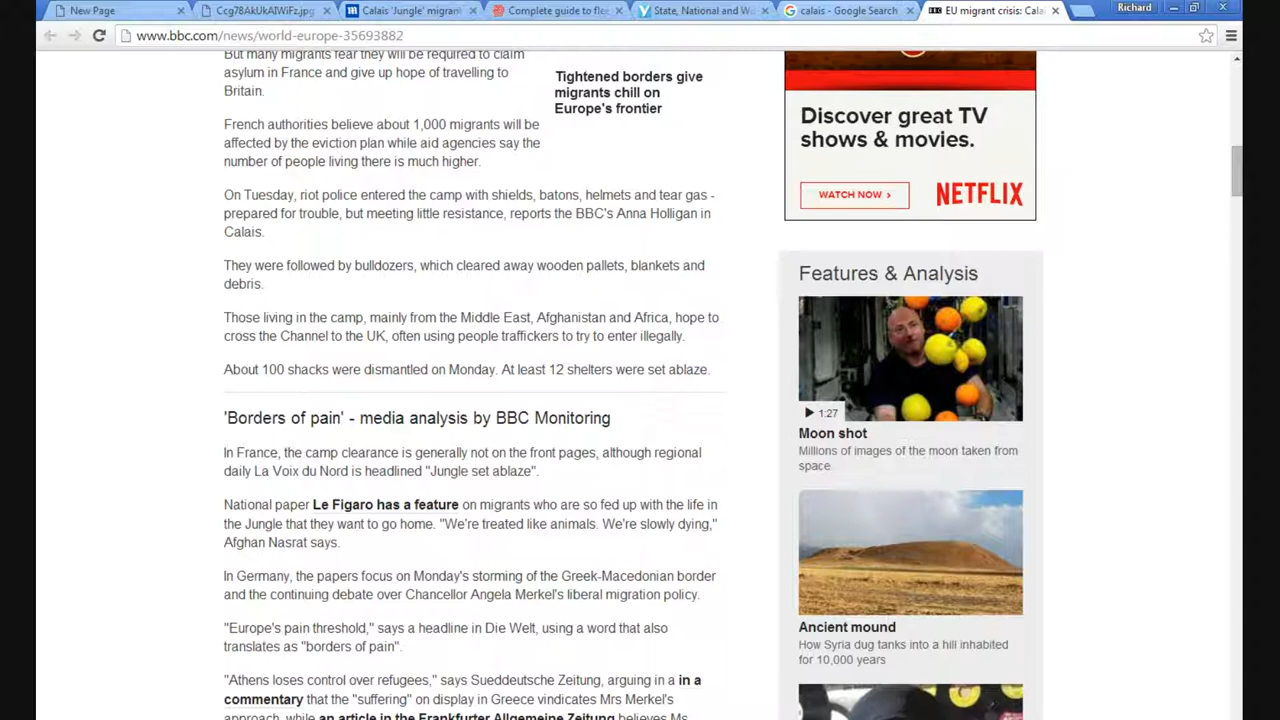 New Page
Ccg78AkUkAIWiFz.jpg
Calais 'Jungle' migran
Complete guide to fle
State, National and W
calais - Google Search
EU migrant crisis: Cala
Richard
www.bbc.com/news/world-europe-35693882
But many migrants fear they will be required to claim
asylum in France and give up hope of travelling to
Britain.
Tightened borders give
migrants chill on
Europe's frontier
French authorities believe about 1,000 migrants will be
affected by the eviction plan while aid agencies say the
number of people living there is much higher.
On Tuesday, riot police entered the camp with shields, batons, helmets and tear gas -
prepared for trouble, but meeting little resistance, reports the BBC's Anna Holligan in
Calais.
They were followed by bulldozers, which cleared away wooden pallets, blankets and
debris.
Those living in the camp, mainly from the Middle East, Afghanistan and Africa, hope to
cross the Channel to the UK, often using people traffickers to try to enter illegally.
About 100 shacks were dismantled on Monday. At least 12 shelters were set ablaze.
'Borders of pain' - media analysis by BBC Monitoring
In France, the camp clearance is generally not on the front pages, although regional
daily La Voix du Nord is headlined "Jungle set ablaze".
National paper Le Figaro has a feature on migrants who are so fed up with the life in
the Jungle that they want to go home. "We're treated like animals. We're slowly dying,"
Afghan Nasrat says.
In Germany, the papers focus on Monday's storming of the Greek-Macedonian border
and the continuing debate over Chancellor Angela Merkel's liberal migration policy.
"Europe's pain threshold," says a headline in Die Welt, using a word that also
translates as "borders of pain".
"Athens loses control over refugees," says Sueddeutsche Zeitung, arguing in a in a
commentary that the "suffering" on display in Greece vindicates Mrs Merkel's
approach, while an article in the Frankfurter Allgemeine Zeitung believes Ms
Discover great TV
shows & movies.
WATCH NOW >
NETFLIX
Features & Analysis
1:27
Moon shot
Millions of images of the moon taken from
space
Ancient mound
How Syria dug tanks into a hill inhabited
for 10,000 years